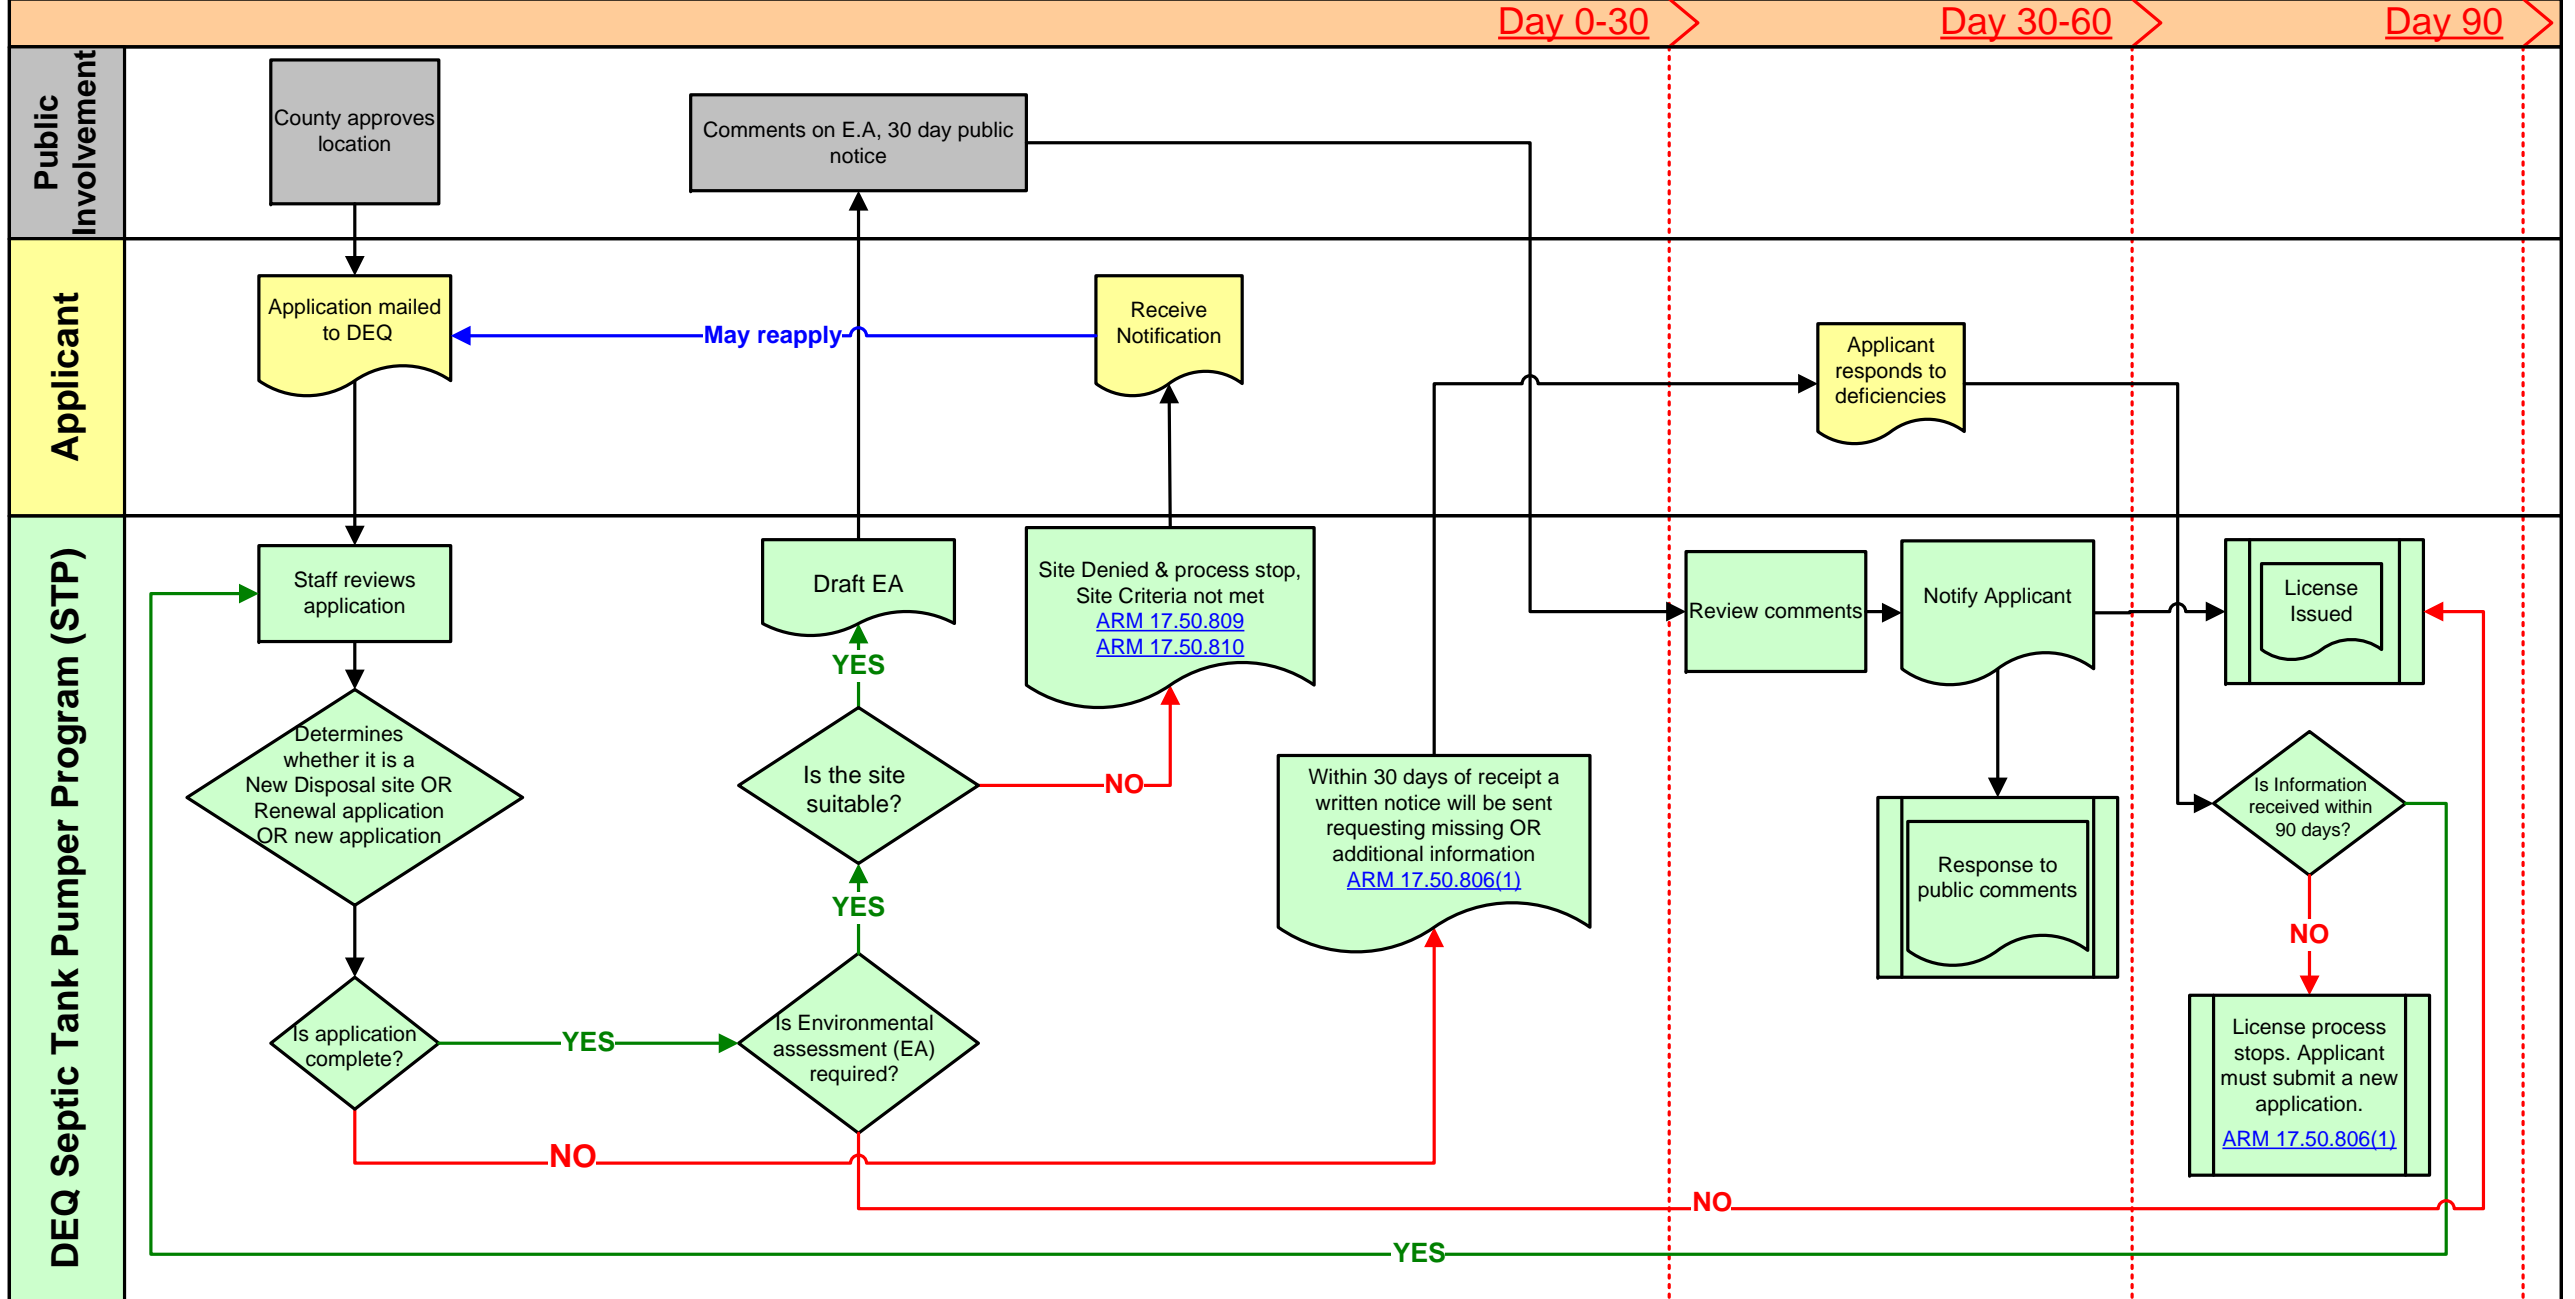 Day 0-30
Day 30-60
Day 90
Public
Involvement
County approves
location
Comments on E.A, 30 day public
notice
Applicant
Application mailed
to DEQ
May reapply
Receive
Notification
Applicant
responds to
deficiencies
DEQ Septic Tank Pumper Program (STP)
Staff reviews
application
Draft EA
Site Denied & process stop,
Site Criteria not met
ARM 17.50.809
ARM 17.50.810
Review comments
Notify Applicant
License
Issued
YES
Determines
whether it is a
New Disposal site OR
Renewal application
OR new application
Is the site
suitable?
NO
Within 30 days of receipt a
written notice will be sent
requesting missing OR
additional information
ARM 17.50.806(1)
Is Information
received within
90 days?
Response to
public comments
YES
NO
Is application
complete?
YES
Is Environmental
assessment (EA)
required?
License process
stops. Applicant
must submit a new
application.
ARM 17.50.806(1)
NO
NO
YES